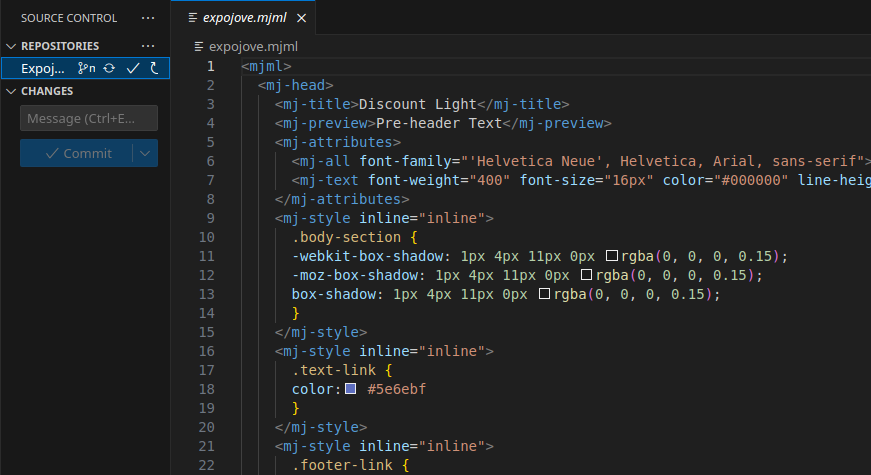 SOURCE CONTROL
expojove.mjml
REPOSITORIES
expojove.mjml
Expoj...
n
CHANGES
Message (Ctrl+E...
Commit
1 <mjml>
2 <mj-head>
3 <mj-title>Discount Light</mj-title>
4 <mj-preview>Pre-header Text</mj-preview>
5 <mj-attributes>
6 <mj-all font-family="'Helvetica Neue', Helvetica, Arial, sans-serif">
7 <mj-text font-weight="400" font-size="16px" color="#000000" line-heig
8 </mj-attributes>
9 <mj-style inline="inline">
10 .body-section {
11 -webkit-box-shadow: 1px 4px 11px 0px rgba(0, 0, 0, 0.15);
12 -moz-box-shadow: 1px 4px 11px 0px rgba(0, 0, 0, 0.15);
13 box-shadow: 1px 4px 11px 0px rgba(0, 0, 0, 0.15);
14 }
15 </mj-style>
16 <mj-style inline="inline">
17 .text-link {
18 color: #5e6ebf
19 }
20 </mj-style>
21 <mj-style inline="inline">
22 .footer-link {